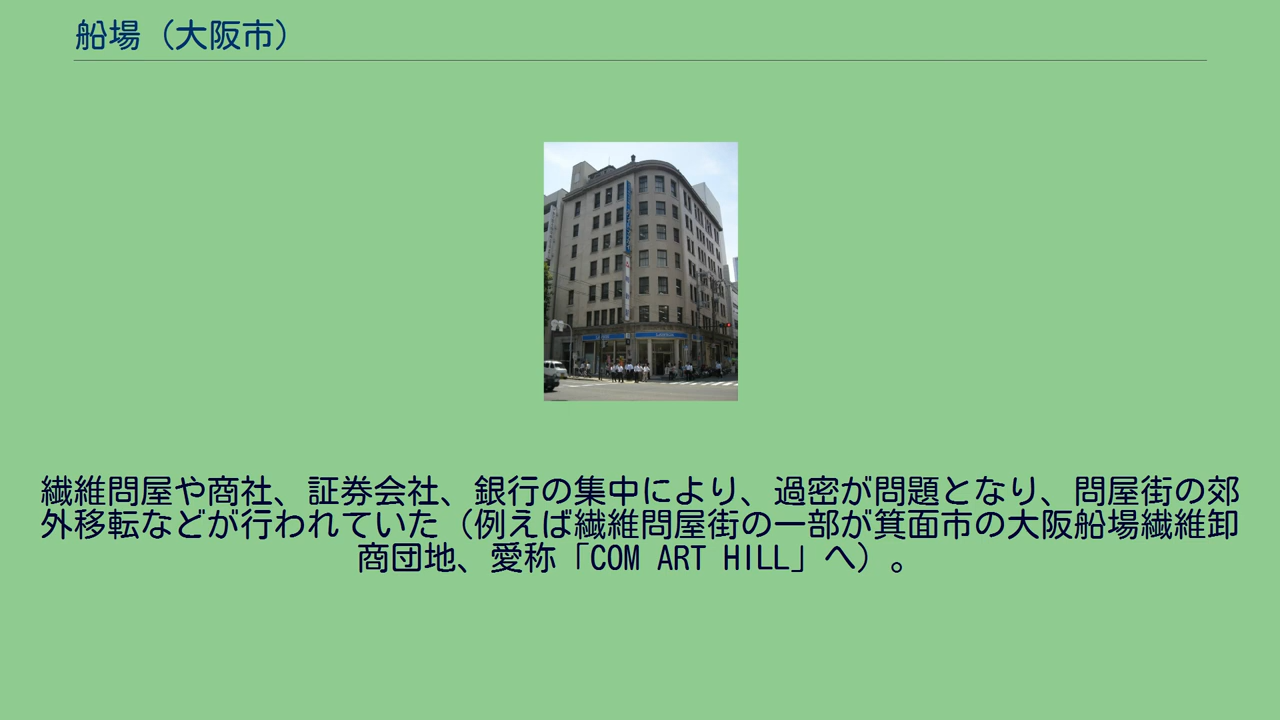 船場（大阪市）
繊維問屋や商社、証券会社、銀行の集中により、過密が問題となり、問屋街の郊
外移転などが行われていた（例えば繊維問屋街の一部が箕面市の大阪船場繊維卸
商団地、愛称「COM ART HILL」へ）。